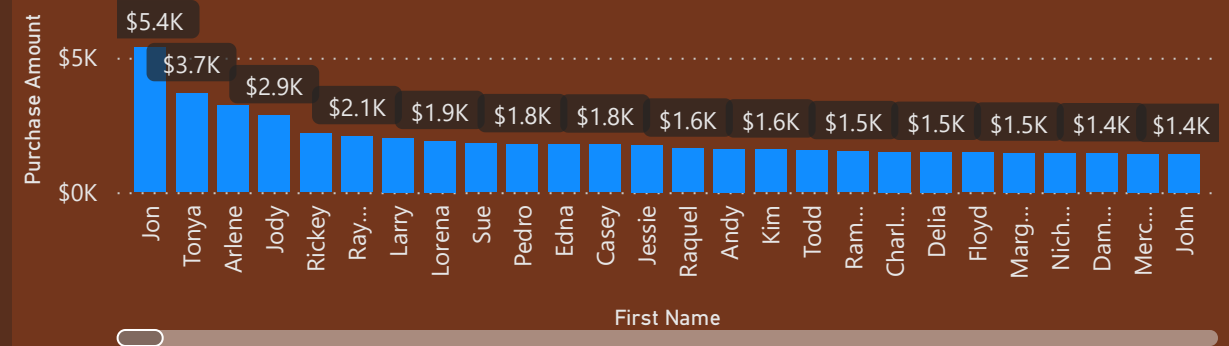 Purchase Amount
$5K
$0K
$5.4K
$3.7K
$2.9K
$2.1K
$1.9K
$1.8K
$1.8K
$1.6K
$1.6K
$1.5K
$1.5K
$1.5K
$1.4K
$1.4K
Jon
Tonya
Arlene
Jody
Rickey
Ray...
Larry
Lorena
Sue
Pedro
Edna
Casey
Jessie
Raquel
Andy
Kim
Todd
Ram...
Charl...
Delia
Floyd
Marg...
Nich...
Dam...
Merc...
John
First Name